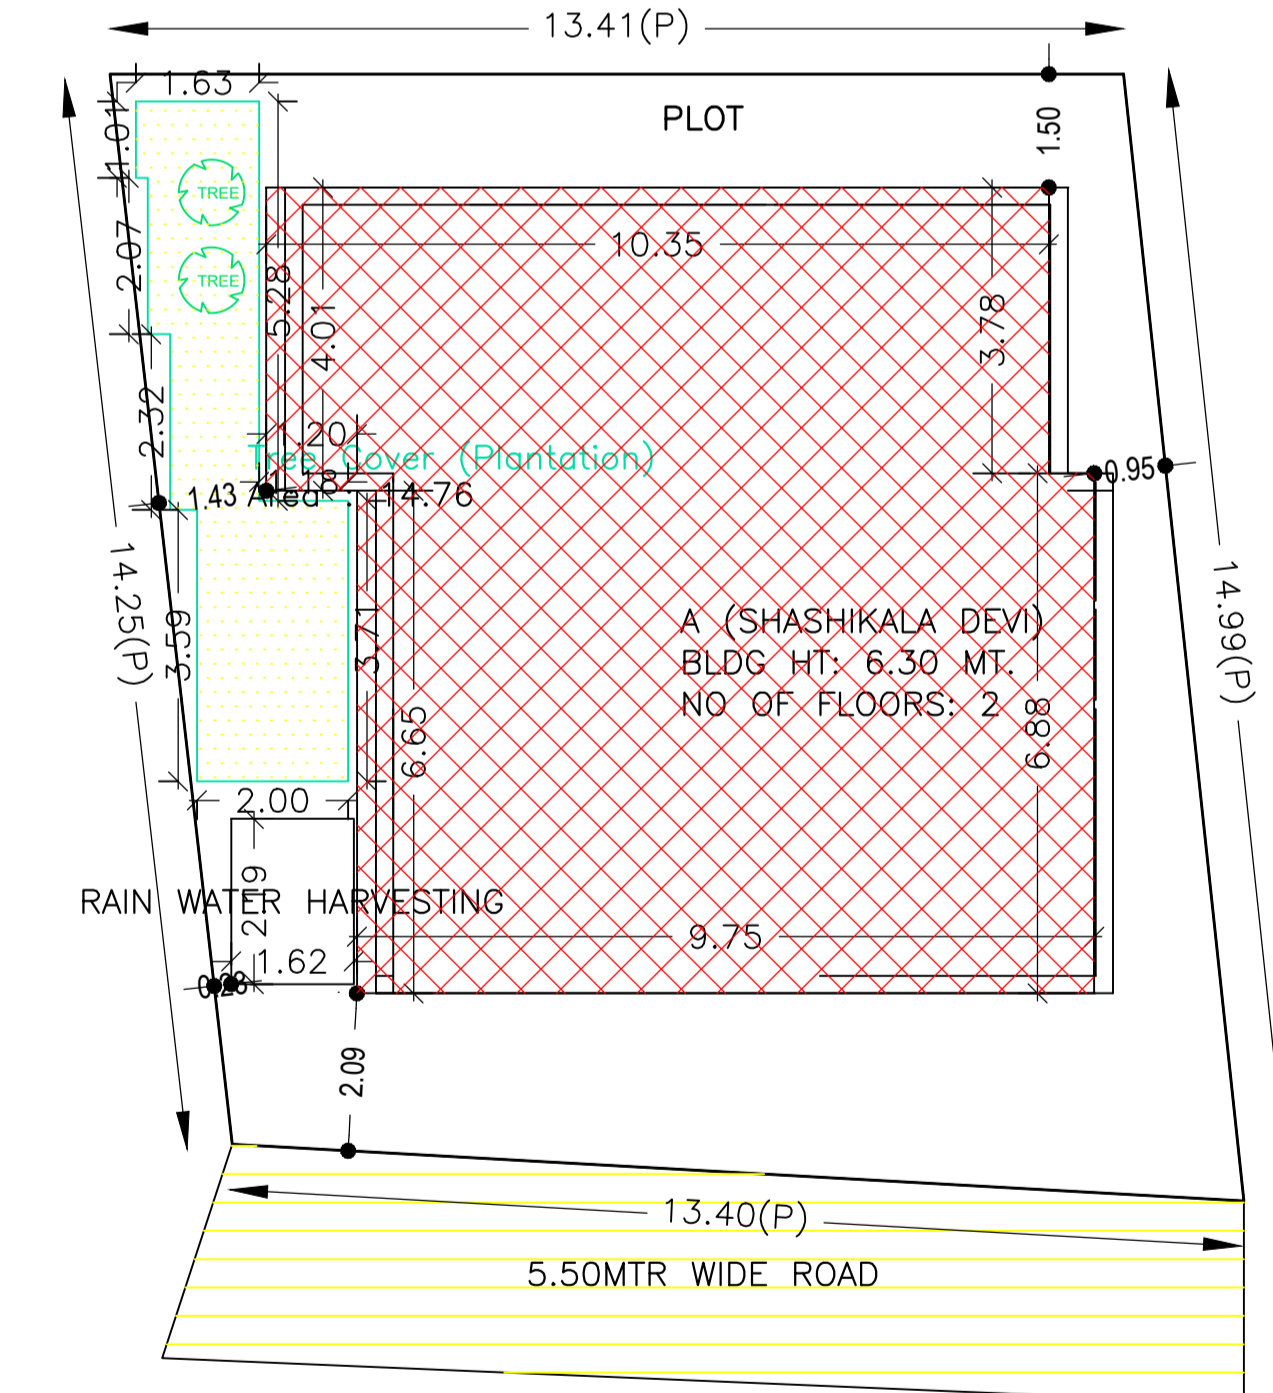 13.41(P)
1.63
PLOT
1.50
1.01
TREE
2.07
10.35
TREE
5.28
4.01
3.78
2.32
.20
Tree Cover (Plantation)
0.95
1.43
Area : 14.76
14.25(P)
14.99(P)
3.59
3.71
A (SHASHIKALA DEVI)
BLDG HT: 6.30 MT.
NO OF FLOORS: 2
6.65
6.88
2.00
2.19
RAIN WATER HARVESTING
9.75
1.62
0.28
2.09
13.40(P)
5.50MTR WIDE ROAD